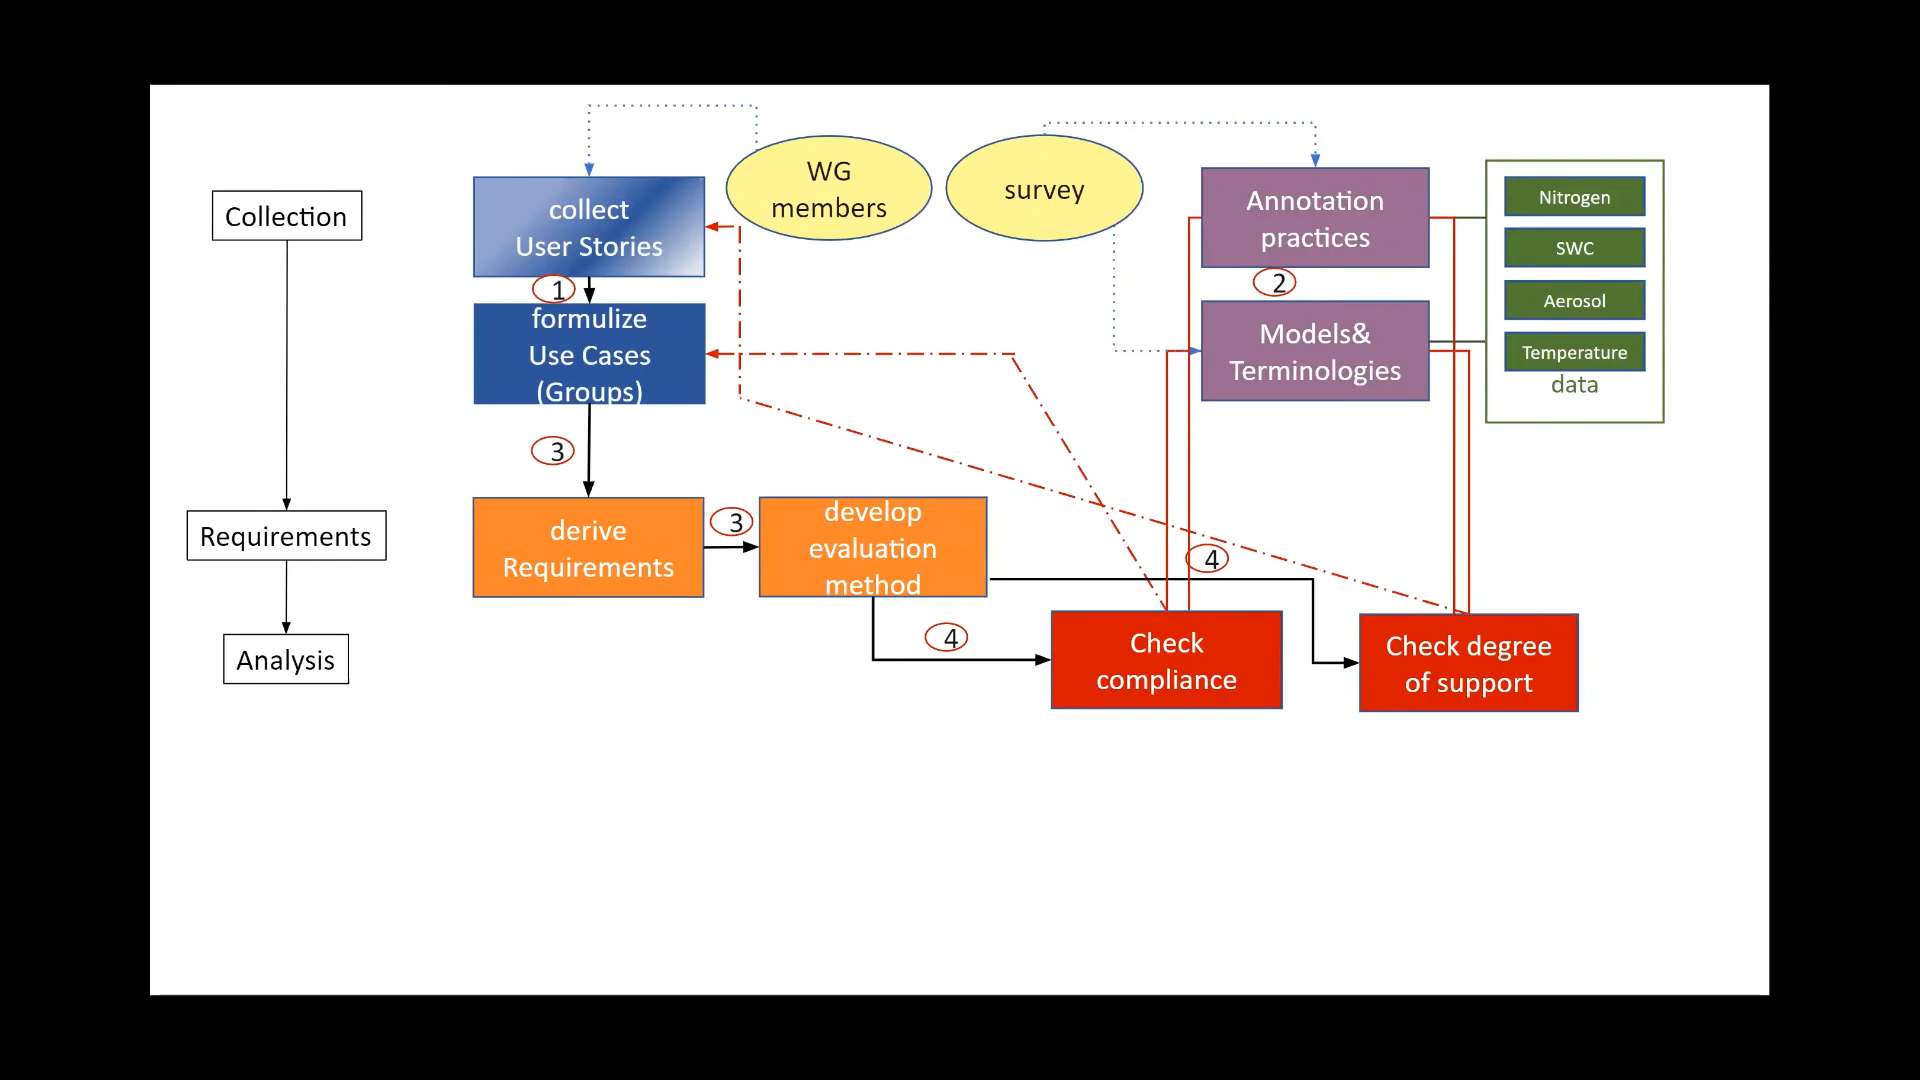 WG
members
survey
Collection
collect
User Stories
Annotation
practices
Nitrogen
SWC
Aerosol
Temperature
data
1
2
formulize
Use Cases
(Groups)
Models&
Terminologies
3
Requirements
derive
Requirements
3
develop
evaluation
method
4
4
Analysis
Check
compliance
Check degree
of support